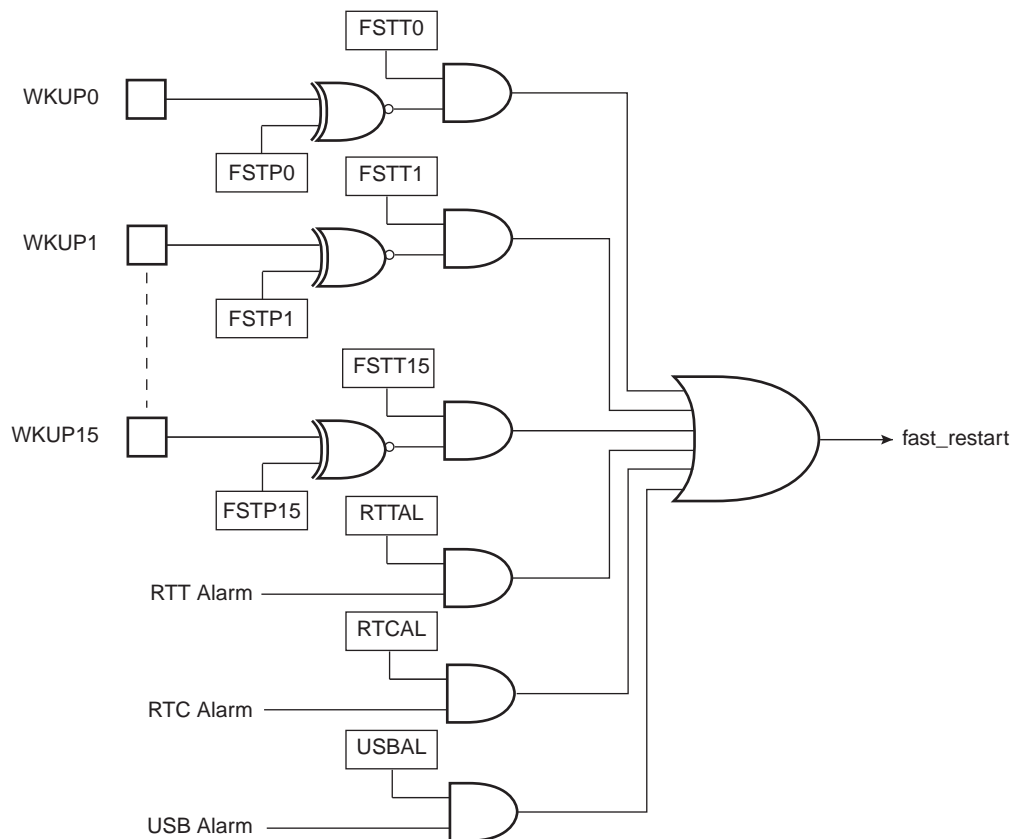 FSTT0
WKUP0
FSTP0
FSTT1
WKUP1
FSTP1
FSTT15
WKUP15
fast_restart
FSTP15
RTTAL
RTT Alarm
RTCAL
RTC Alarm
USBAL
USB Alarm